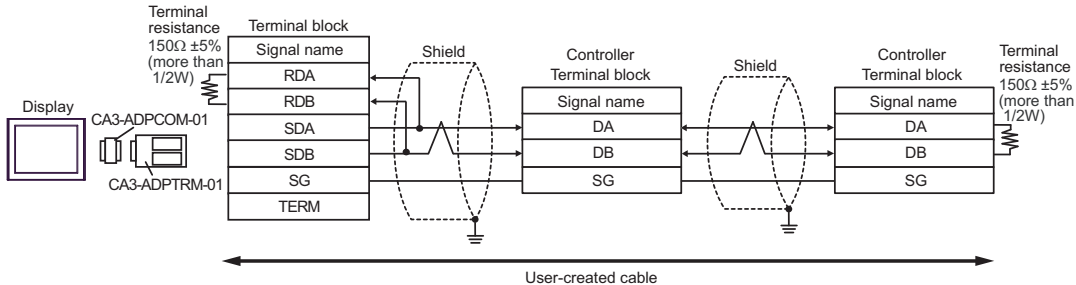 Terminal
resistance
150Ω ±5%
(more than
1/2W)
Terminal block
Signal name
RDA
RDB
SDA
SDB
SG
TERM
Display
CA3-ADPCOM-01
CA3-ADPTRM-01
Shield
Controller
Terminal block
Signal name
DA
DB
SG
Shield
Controller
Terminal block
Signal name
DA
DB
SG
Terminal
resistance
150Ω ±5%
(more than
1/2W)
User-created cable